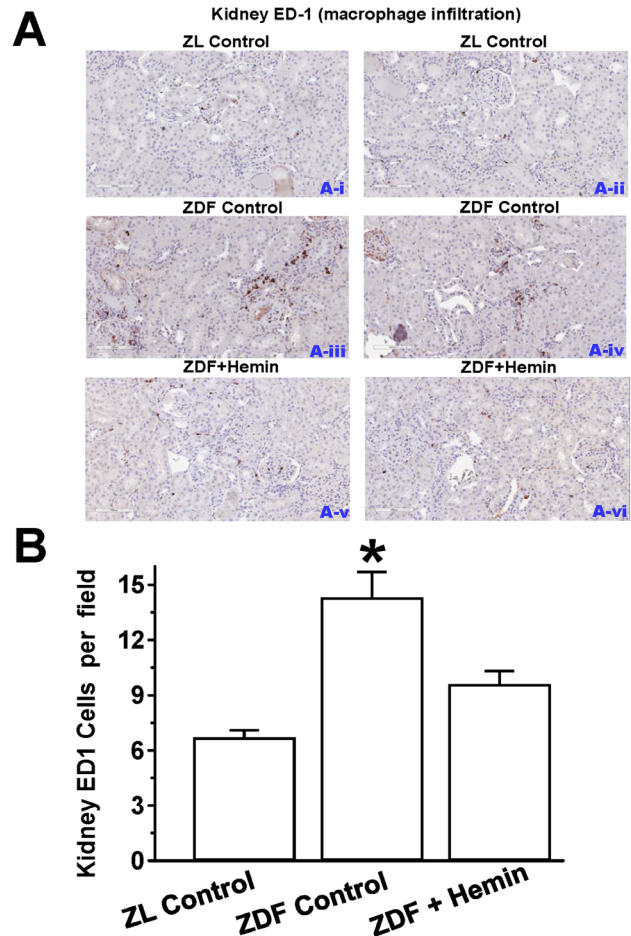 A
Kidney ED-1 (macrophage infiltration)
ZL Control
ZL Control
A-i
A-ii
ZDF Control
ZDF Control
A-iii
A-iv
ZDF+Hemin
ZDF+Hemin
A-v
A-vi
B
*
Kidney ED1 Cells per field
15
12
9
6
3
0
ZL Control
ZDF Control
ZDF + Hemin